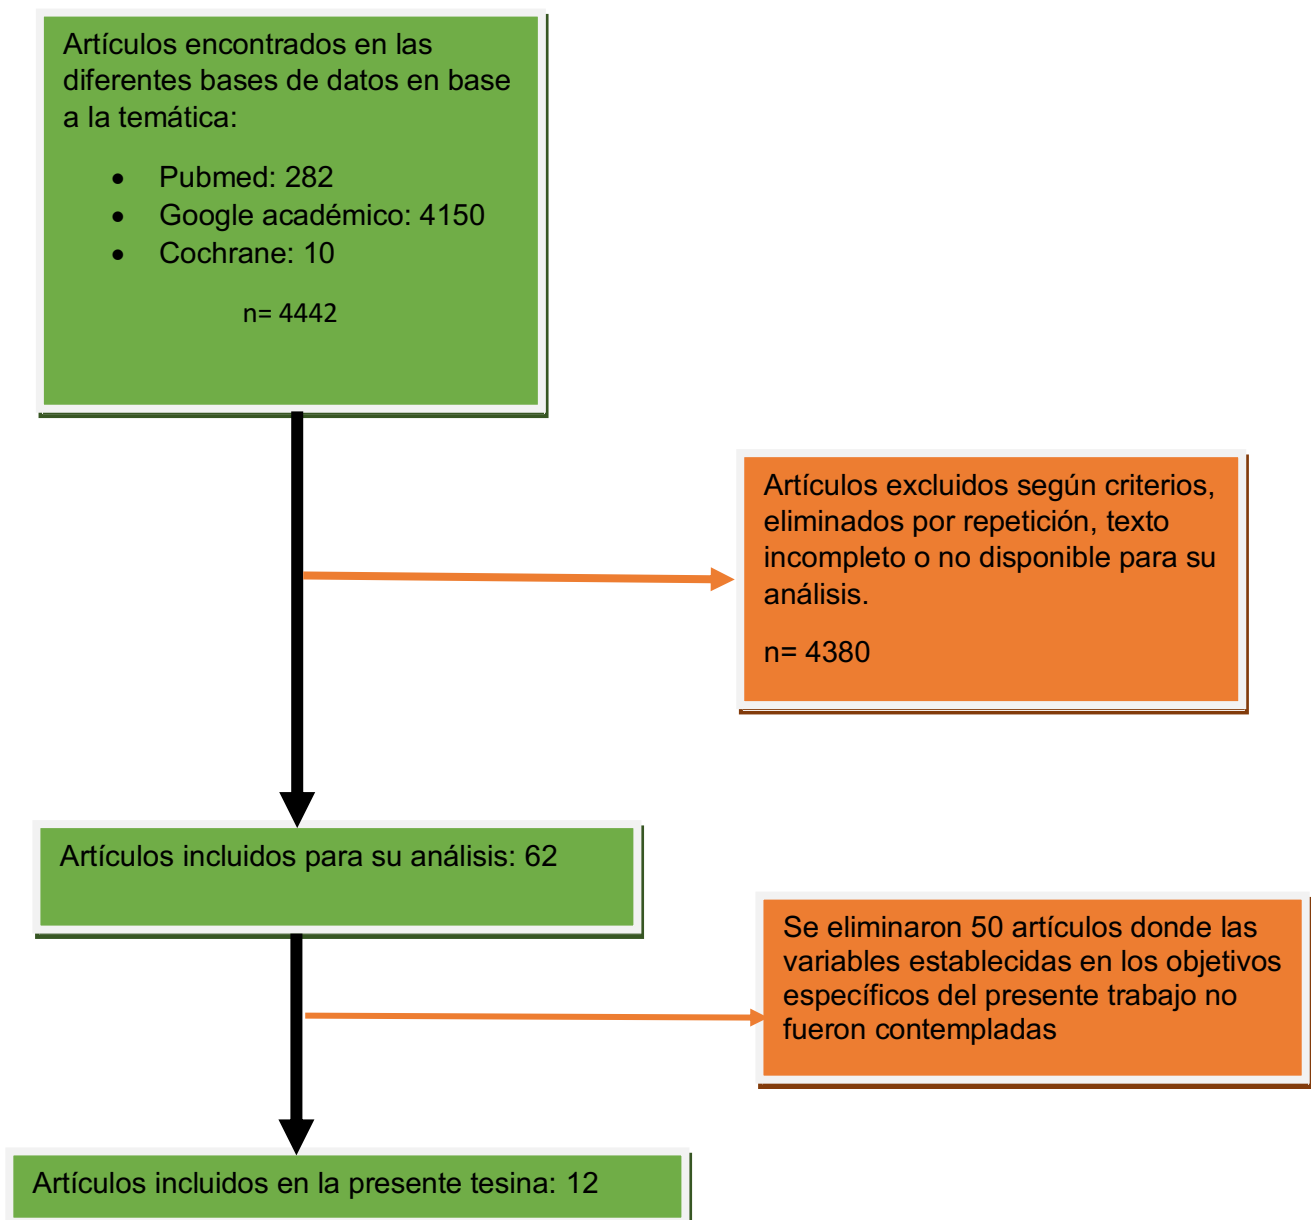 Artículos encontrados en las
diferentes bases de datos en base
a la temática:
• Pubmed: 282
• Google académico: 4150
• Cochrane: 10
n= 4442
Artículos excluidos según criterios,
eliminados por repetición, texto
incompleto o no disponible para su
análisis.
n= 4380
Artículos incluidos para su análisis: 62
Se eliminaron 50 artículos donde las
variables establecidas en los objetivos
específicos del presente trabajo no
fueron contempladas
Artículos incluidos en la presente tesina: 12